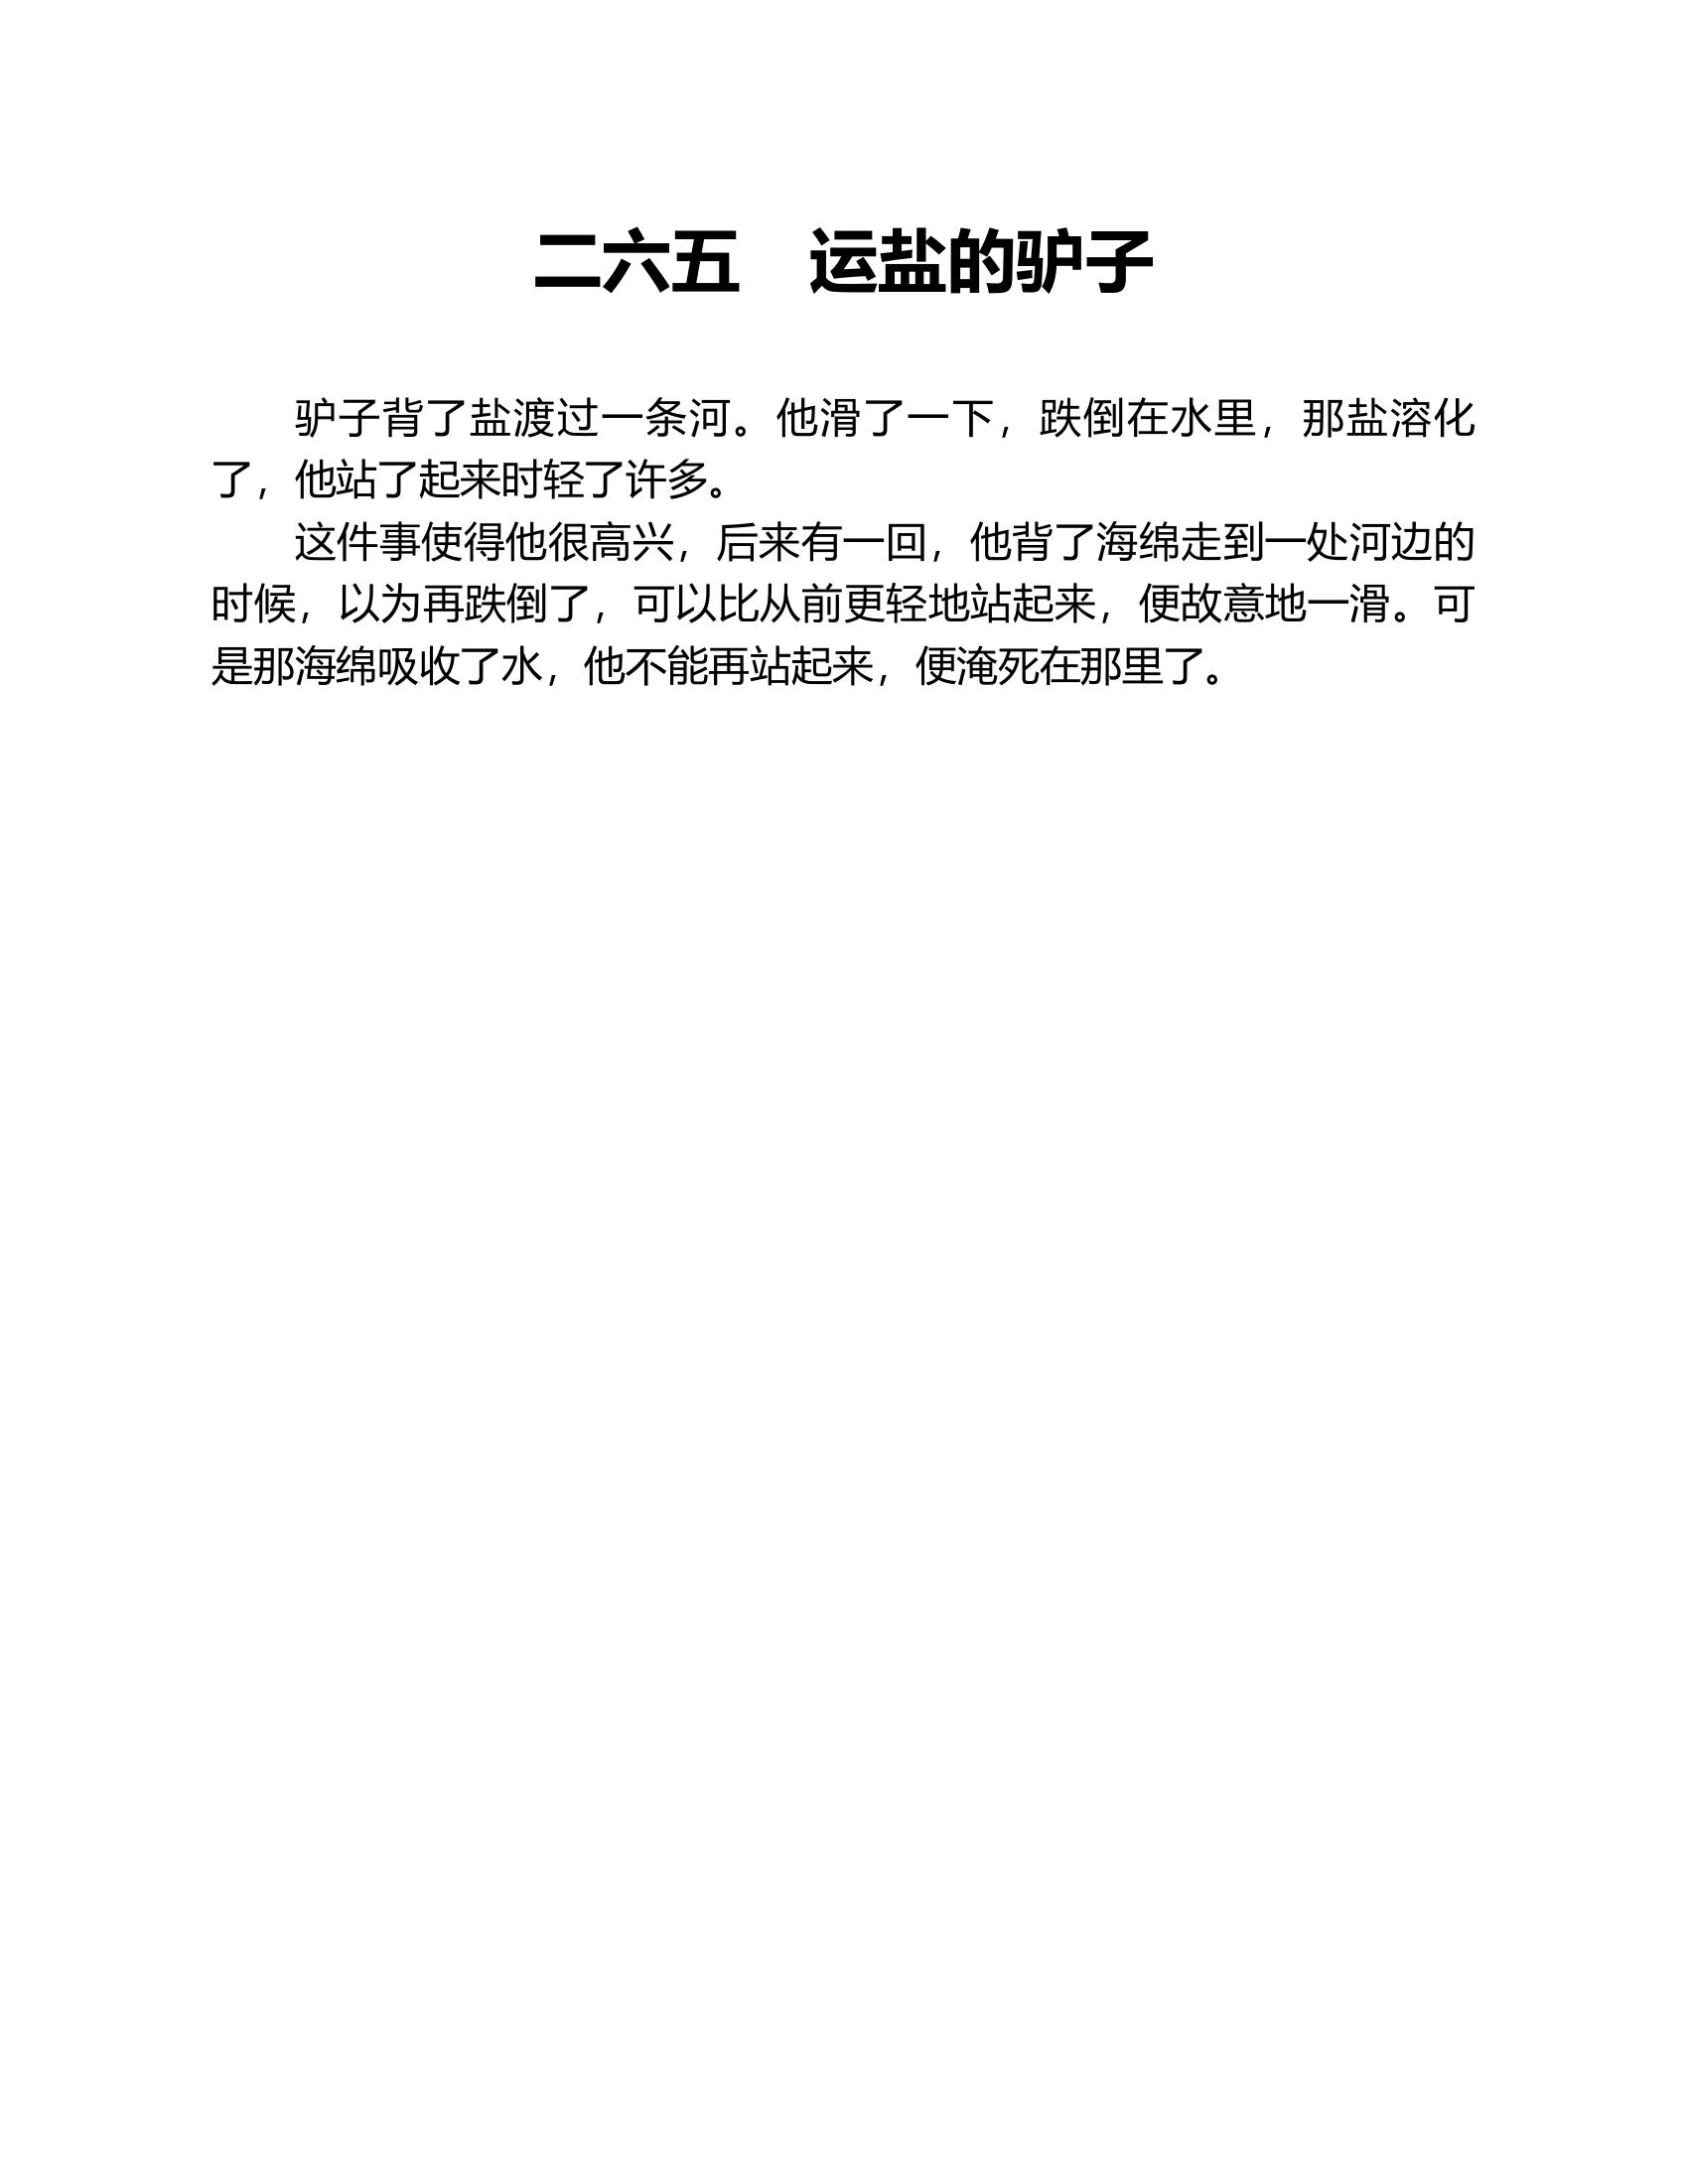 二六五　运盐的驴子
驴子背了盐渡过一条河。他滑了一下，跌倒在水里，那盐溶化
了，他站了起来时轻了许多。
这件事使得他很高兴，后来有一回，他背了海绵走到一处河边的
时候，以为再跌倒了，可以比从前更轻地站起来，便故意地一滑。可
是那海绵吸收了水，他不能再站起来，便淹死在那里了。